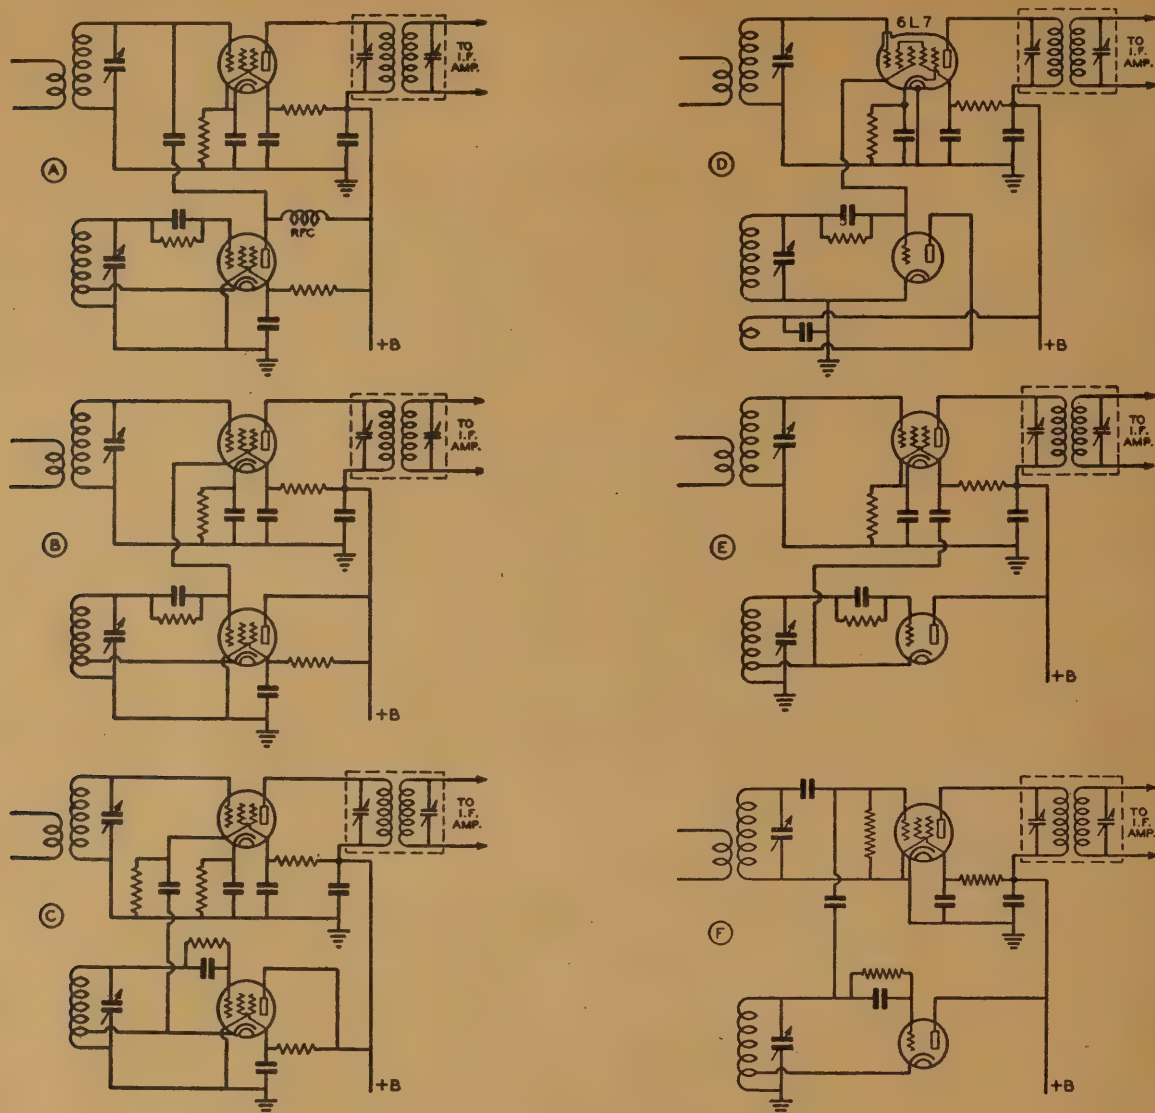 TO
I.F.
AMP.
A
RFC
+B
TO
I.F.
AMP.
B
+B
TO
I.F.
AMP.
C
+B
6L7
TO
I.F.
AMP.
D
+B
TO
I.F.
AMP.
E
+B
TO
I.F.
AMP.
F
+B